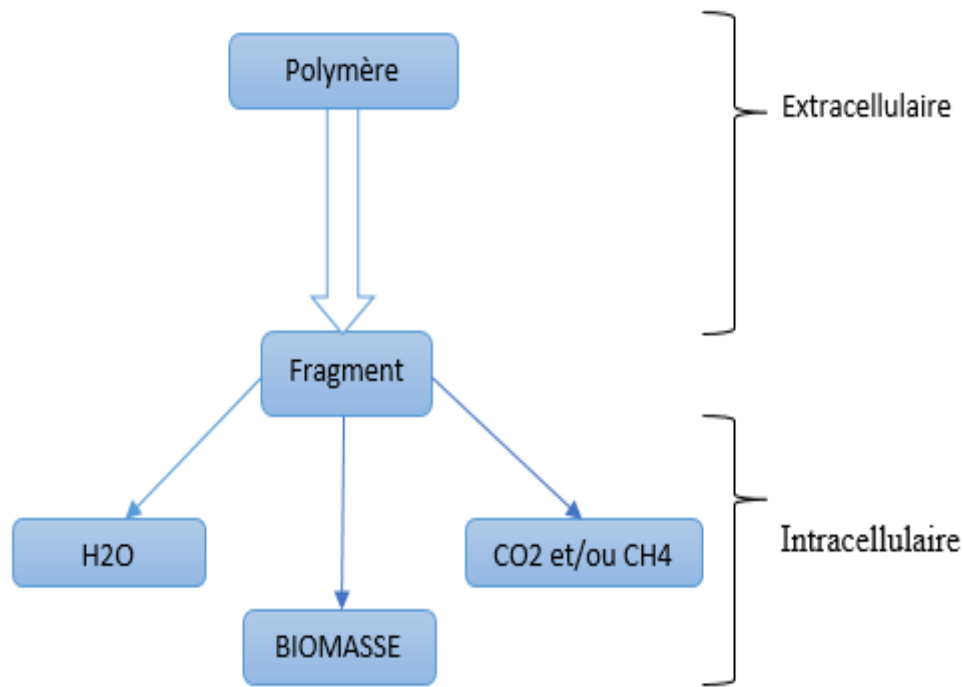 Polymère
Extracellulaire
Fragment
H2O
CO2 et/ou CH4
Intracellulaire
BIOMASSE